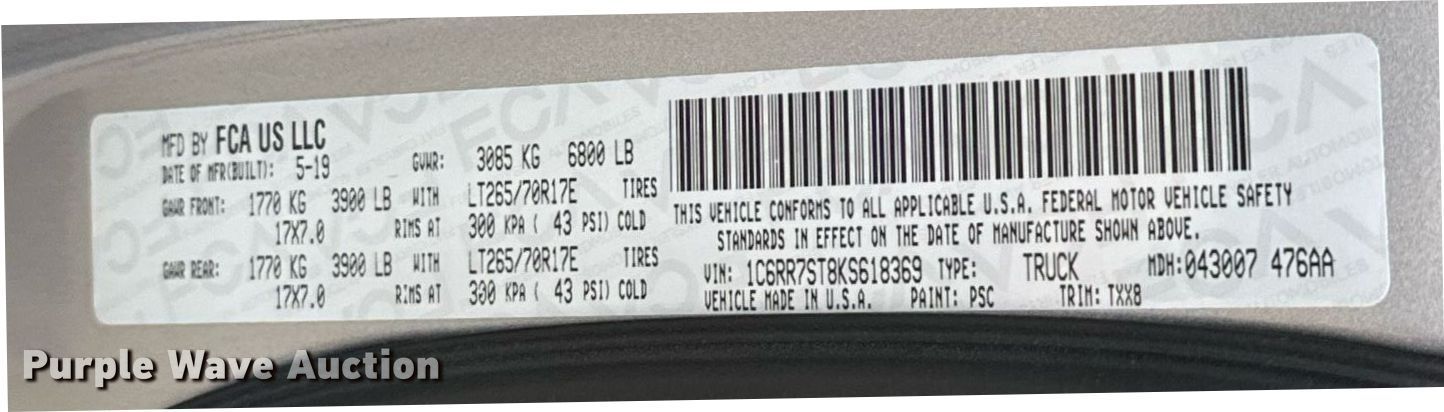 MFD BY FCA US LLC
DATE OF MFR(BUILT): 5-19 GVWR: 3085 KG 6800 LB
GAWR FRONT: 1770 KG 3900 LB WITH LT265/70R17E TIRES
17X7.0 RIMS AT 300 KPA ( 43 PSI) COLD
GAWR REAR: 1770 KG 3900 LB WITH LT265/70R17E TIRES
17X7.0 RIMS AT 300 KPA ( 43 PSI) COLD
THIS VEHICLE CONFORMS TO ALL APPLICABLE U.S.A. FEDERAL MOTOR VEHICLE SAFETY
STANDARDS IN EFFECT ON THE DATE OF MANUFACTURE SHOWN ABOVE.
VIN: 1C6RR7ST8KS618369 TYPE: TRUCK MDH:043007 476AA
VEHICLE MADE IN U.S.A. PAINT: PSC TRIM: TXX8
Purple Wave Auction